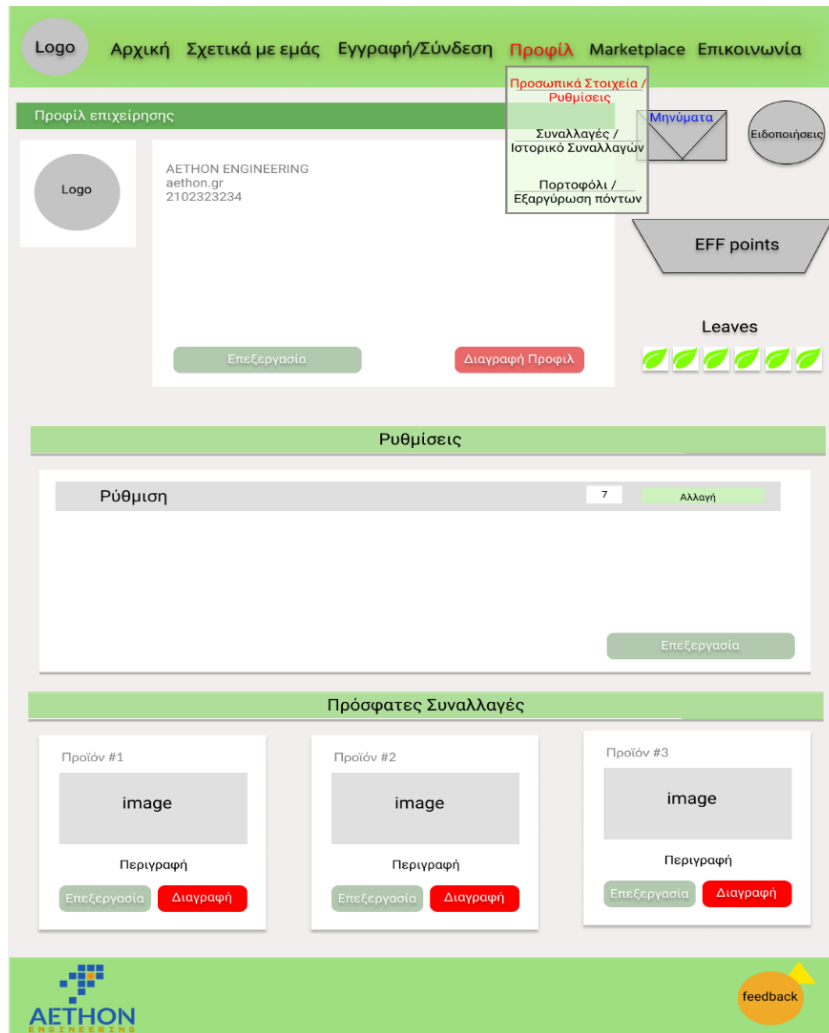 Logo
Αρχική Σχετικά με εμάς Εγγραφή/Σύνδεση Προφίλ Marketplace Επικοινωνία
Προσωπικά Στοιχεία /
Ρυθμίσεις
Συναλλαγές /
Ιστορικό Συναλλαγών
Πορτοφόλι /
Εξαργύρωση πόντων
Προφίλ επιχείρησης
Μηνύματα
Ειδοποιήσεις
Logo
AETHON ENGINEERING
aethon.gr
2102323234
EFF points
Leaves
Επεξεργασία
Διαγραφή Προφιλ
Ρυθμίσεις
Ρύθμιση 7 Αλλαγή
Επεξεργασία
Πρόσφατες Συναλλαγές
Προϊόν #1
image
Περιγραφή
Επεξεργασία Διαγραφή
Προϊόν #2
image
Περιγραφή
Επεξεργασία Διαγραφή
Προϊόν #3
image
Περιγραφή
Επεξεργασία Διαγραφή
AETHON
ENGINEERING
feedback